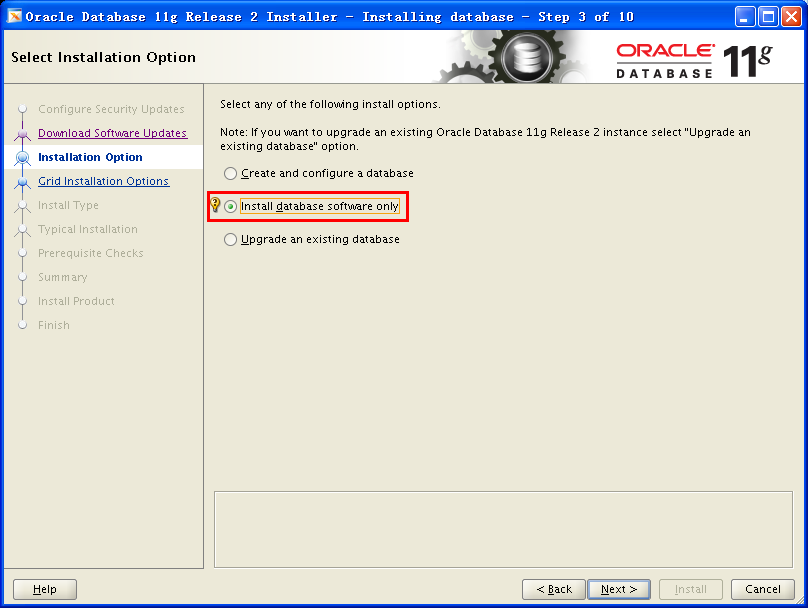 Oracle Database 11g Release 2 Installer - Installing database - Step 3 of 10
Select Installation Option
ORACLE
DATABASE 11g
Configure Security Updates
Download Software Updates
Installation Option
Grid Installation Options
Install Type
Typical Installation
Prerequisite Checks
Summary
Install Product
Finish
Select any of the following install options.
Note: If you want to upgrade an existing Oracle Database 11g Release 2 instance select "Upgrade an
existing database" option.
Create and configure a database
Install database software only
Upgrade an existing database
Help
< Back
Next >
Install
Cancel